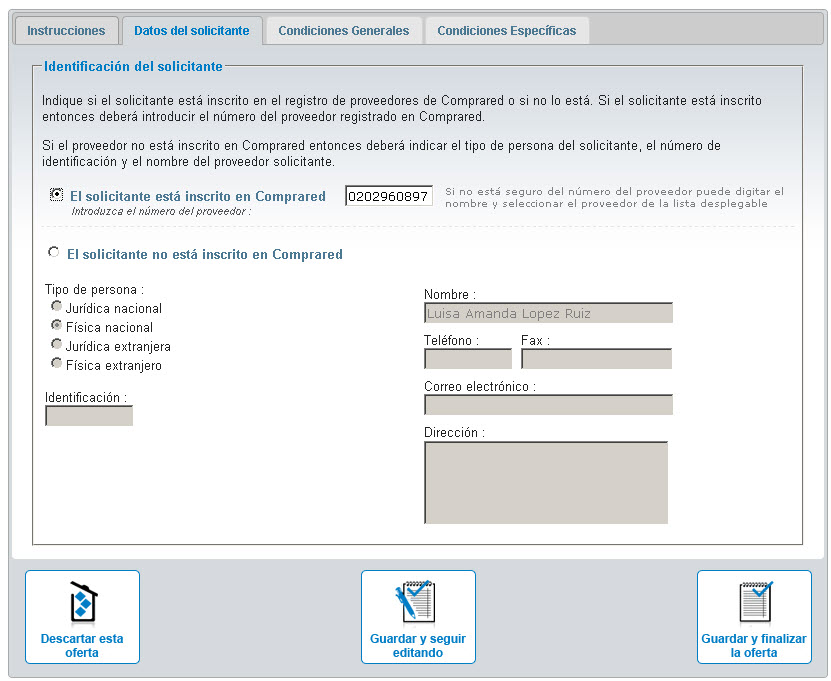 Instrucciones
Datos del solicitante
Condiciones Generales
Condiciones Específicas
Identificación del solicitante
Indique si el solicitante está inscrito en el registro de proveedores de Comprared o si no lo está. Si el solicitante está inscrito
entonces deberá introducir el número del proveedor registrado en Comprared.
Si el proveedor no está inscrito en Comprared entonces deberá indicar el tipo de persona del solicitante, el número de
identificación y el nombre del proveedor solicitante.
El solicitante está inscrito en Comprared
Introduzca el número del proveedor :
0202960897
Si no está seguro del número del proveedor puede digitar el
nombre y seleccionar el proveedor de la lista desplegable
El solicitante no está inscrito en Comprared
Tipo de persona :
Jurídica nacional
Física nacional
Jurídica extranjera
Física extranjero
Identificación :
Nombre :
Luisa Amanda Lopez Ruiz
Teléfono :
Fax :
Correo electrónico :
Dirección :
Descartar esta
oferta
Guardar y seguir
editando
Guardar y finalizar
la oferta